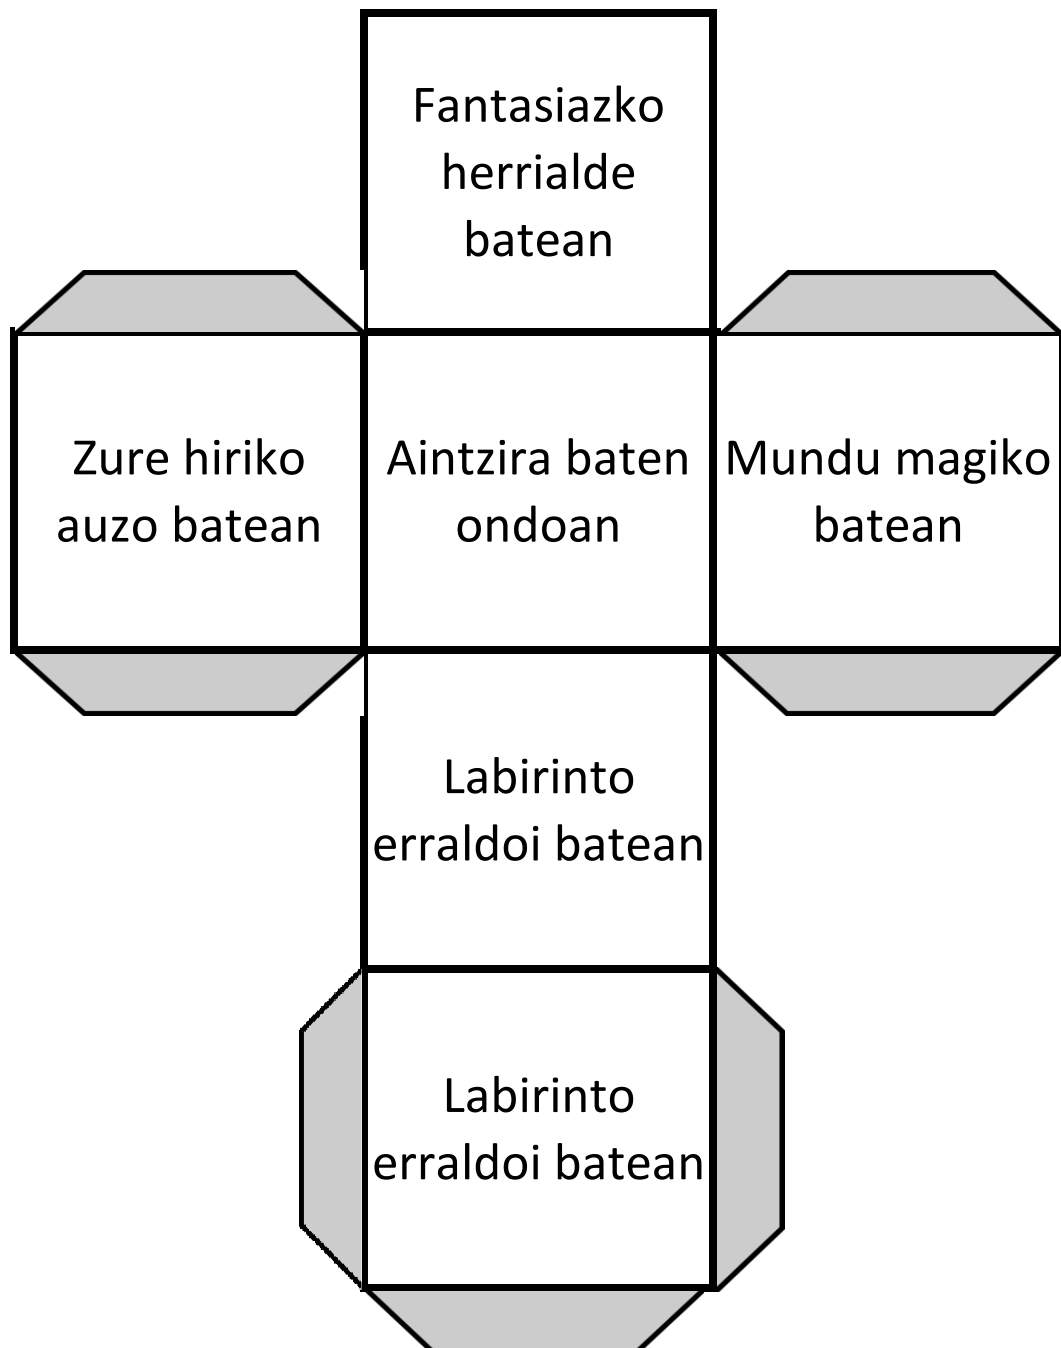 Fantasiazko
herrialde
batean
Zure hiriko
auzo batean
Aintzira baten
ondoan
Mundu magiko
batean
Labirinto
erraldoi batean
Labirinto
erraldoi batean